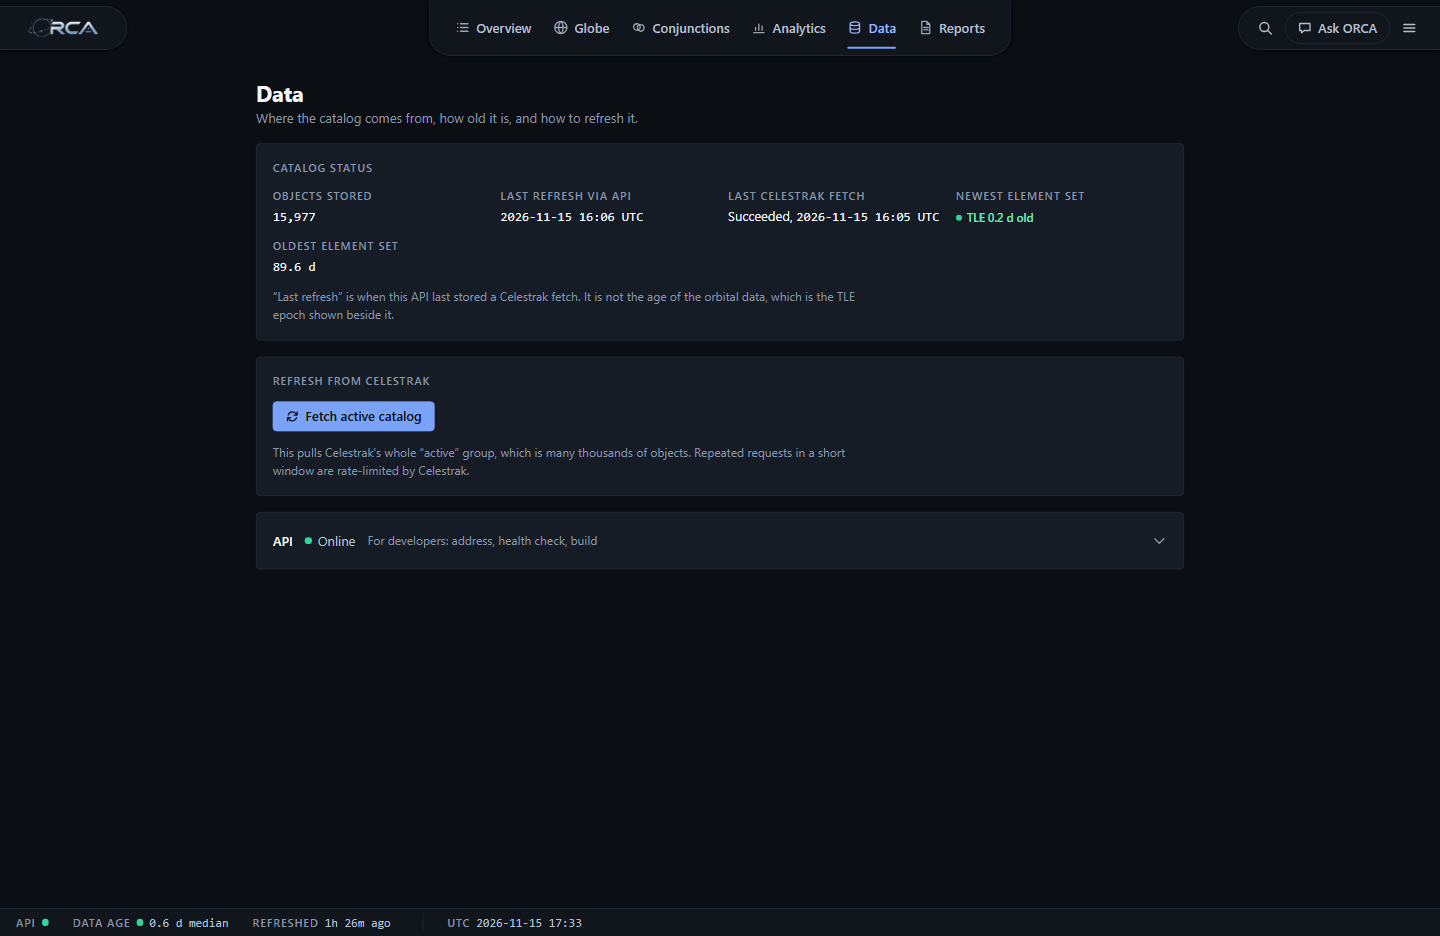 ORCA
Overview Globe Conjunctions Analytics Data Reports
Ask ORCA
Data
Where the catalog comes from, how old it is, and how to refresh it.
CATALOG STATUS
OBJECTS STORED
15,977
LAST REFRESH VIA API
2026-11-15 16:06 UTC
LAST CELESTRAK FETCH
Succeeded, 2026-11-15 16:05 UTC
NEWEST ELEMENT SET
TLE 0.2 d old
OLDEST ELEMENT SET
89.6 d
“Last refresh” is when this API last stored a Celestrak fetch. It is not the age of the orbital data, which is the TLE
epoch shown beside it.
REFRESH FROM CELESTRAK
Fetch active catalog
This pulls Celestrak's whole “active” group, which is many thousands of objects. Repeated requests in a short
window are rate-limited by Celestrak.
API Online For developers: address, health check, build
API DATA AGE 0.6 d median REFRESHED 1h 26m ago UTC 2026-11-15 17:33